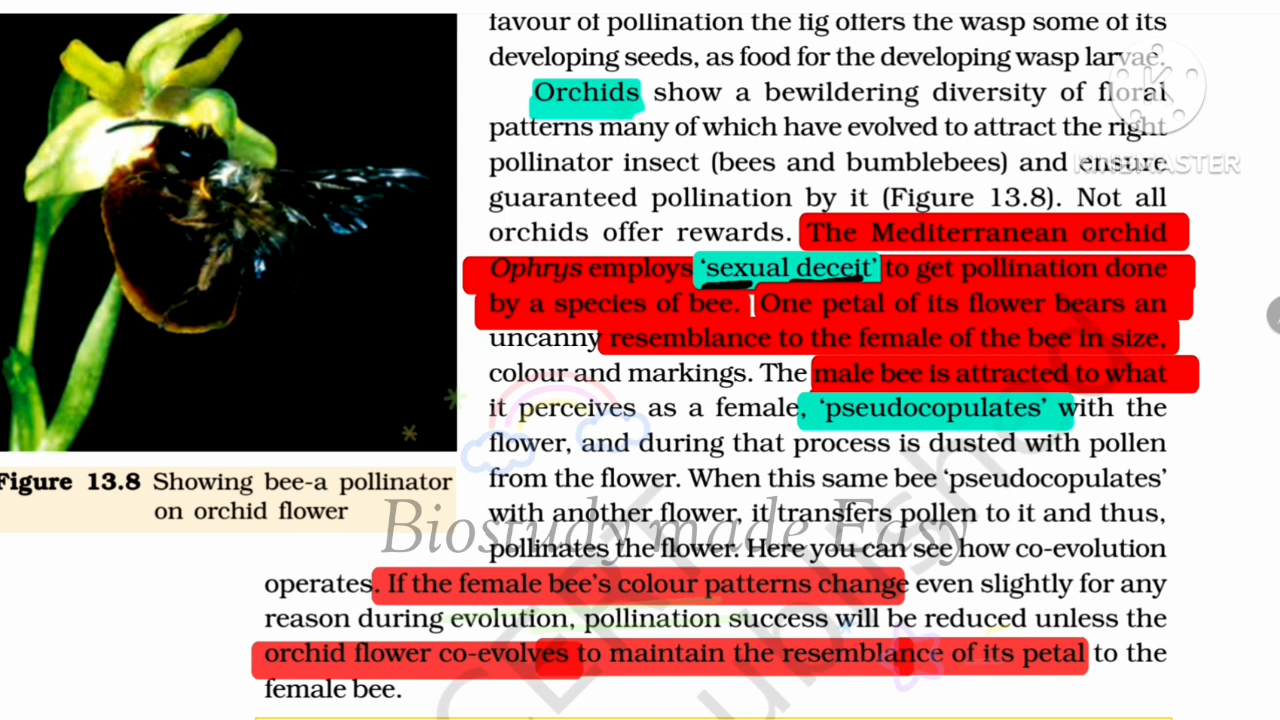 favour of pollination the fig offers the wasp some of its
developing seeds, as food for the developing wasp larvae.
Orchids show a bewildering diversity of floral
patterns many of which have evolved to attract the right
pollinator insect (bees and bumblebees) and ensure
guaranteed pollination by it (Figure 13.8). Not all
orchids offer rewards. The Mediterranean orchid
Ophrys employs ‘sexual deceit’ to get pollination done
by a species of bee. One petal of its flower bears an
uncanny resemblance to the female of the bee in size,
colour and markings. The male bee is attracted to what
it perceives as a female, ‘pseudocopulates’ with the
flower, and during that process is dusted with pollen
from the flower. When this same bee ‘pseudocopulates’
with another flower, it transfers pollen to it and thus,
pollinates the flower. Here you can see how co-evolution
operates. If the female bee’s colour patterns change even slightly for any
reason during evolution, pollination success will be reduced unless the
orchid flower co-evolves to maintain the resemblance of its petal to the
female bee.
Figure 13.8 Showing bee-a pollinator
on orchid flower
KINEMASTER
Biostudy made Easy